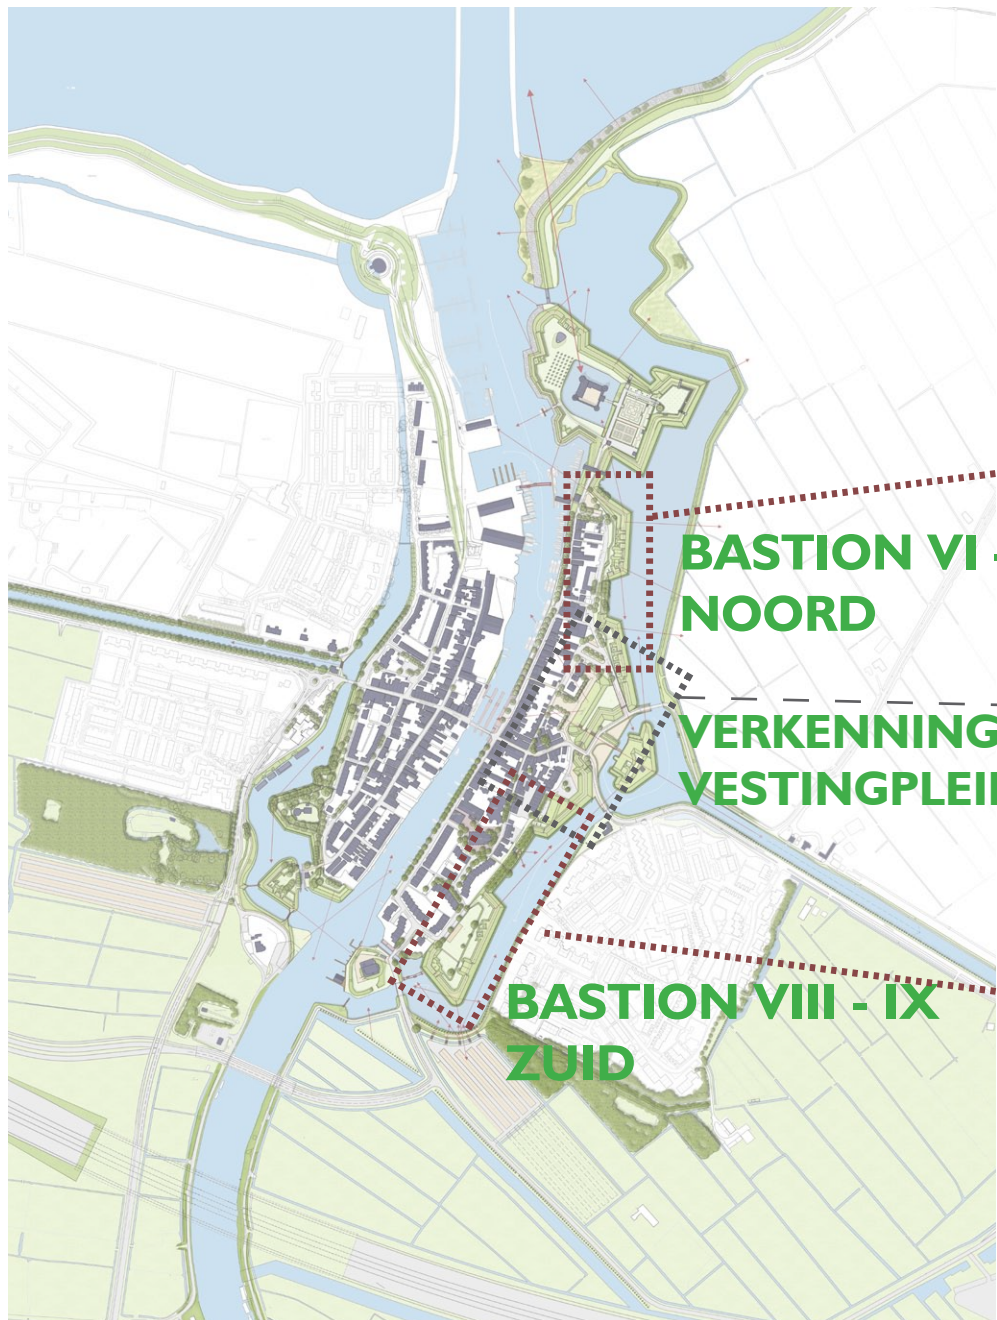 BASTION VI -
NOORD
VERKENNING
VESTINGPLEI
BASTION VIII - IX
ZUID